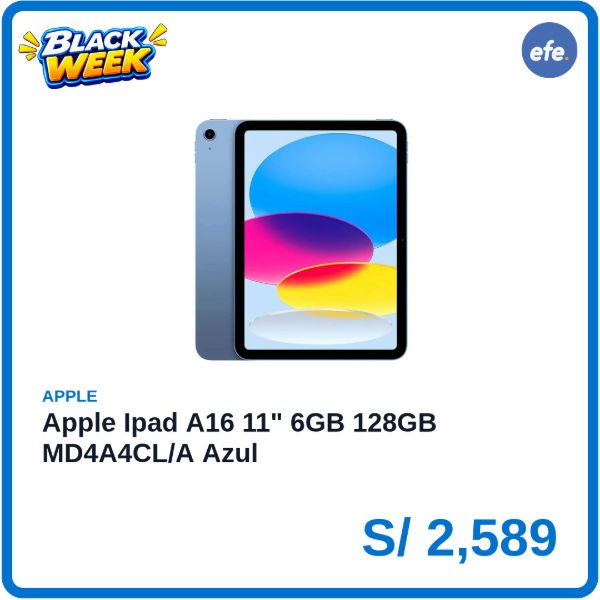 BLACK
WEEK
efe.
APPLE
Apple Ipad A16 11" 6GB 128GB
MD4A4CL/A Azul
S/ 2,589